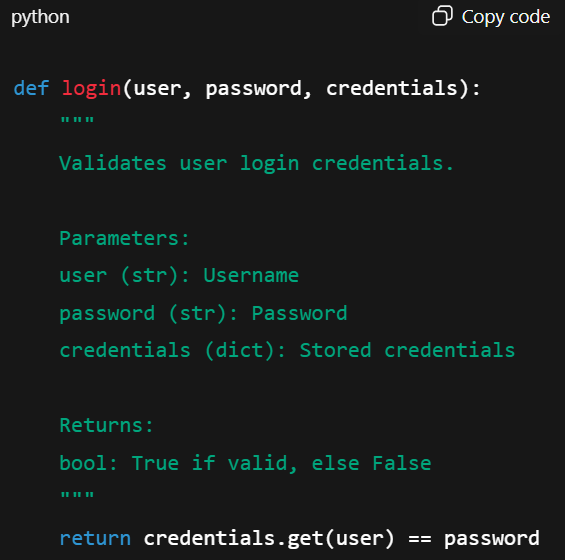 python
Copy code
def login(user, password, credentials):
"""
Validates user login credentials.
Parameters:
user (str): Username
password (str): Password
credentials (dict): Stored credentials
Returns:
bool: True if valid, else False
"""
return credentials.get(user) == password